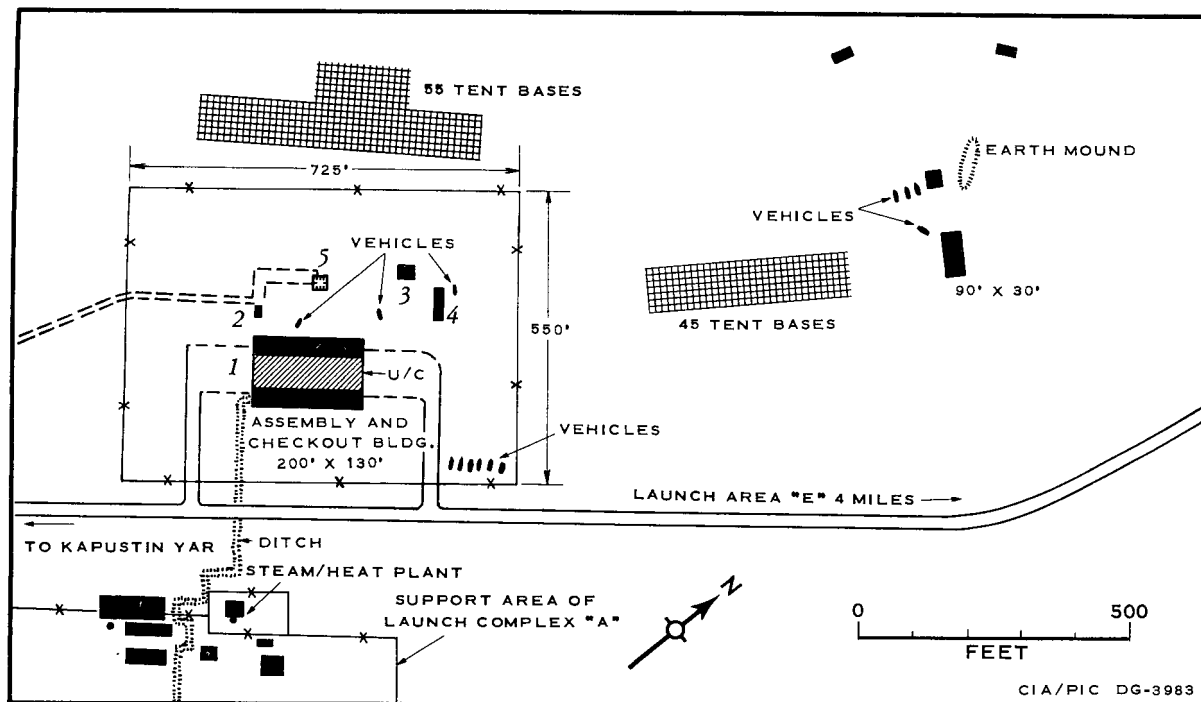 55 TENT BASES
725'
EARTH MOUND
VEHICLES
VEHICLES
5
3
2
4
90' X 30'
45 TENT BASES
550'
1
U/C
ASSEMBLY AND
CHECKOUT BLDG.
200' X 130'
VEHICLES
LAUNCH AREA "E" 4 MILES
TO KAPUSTIN YAR
DITCH
STEAM/HEAT PLANT
SUPPORT AREA OF
LAUNCH COMPLEX "A"
N
0
500
FEET
CIA/PIC DG-3983